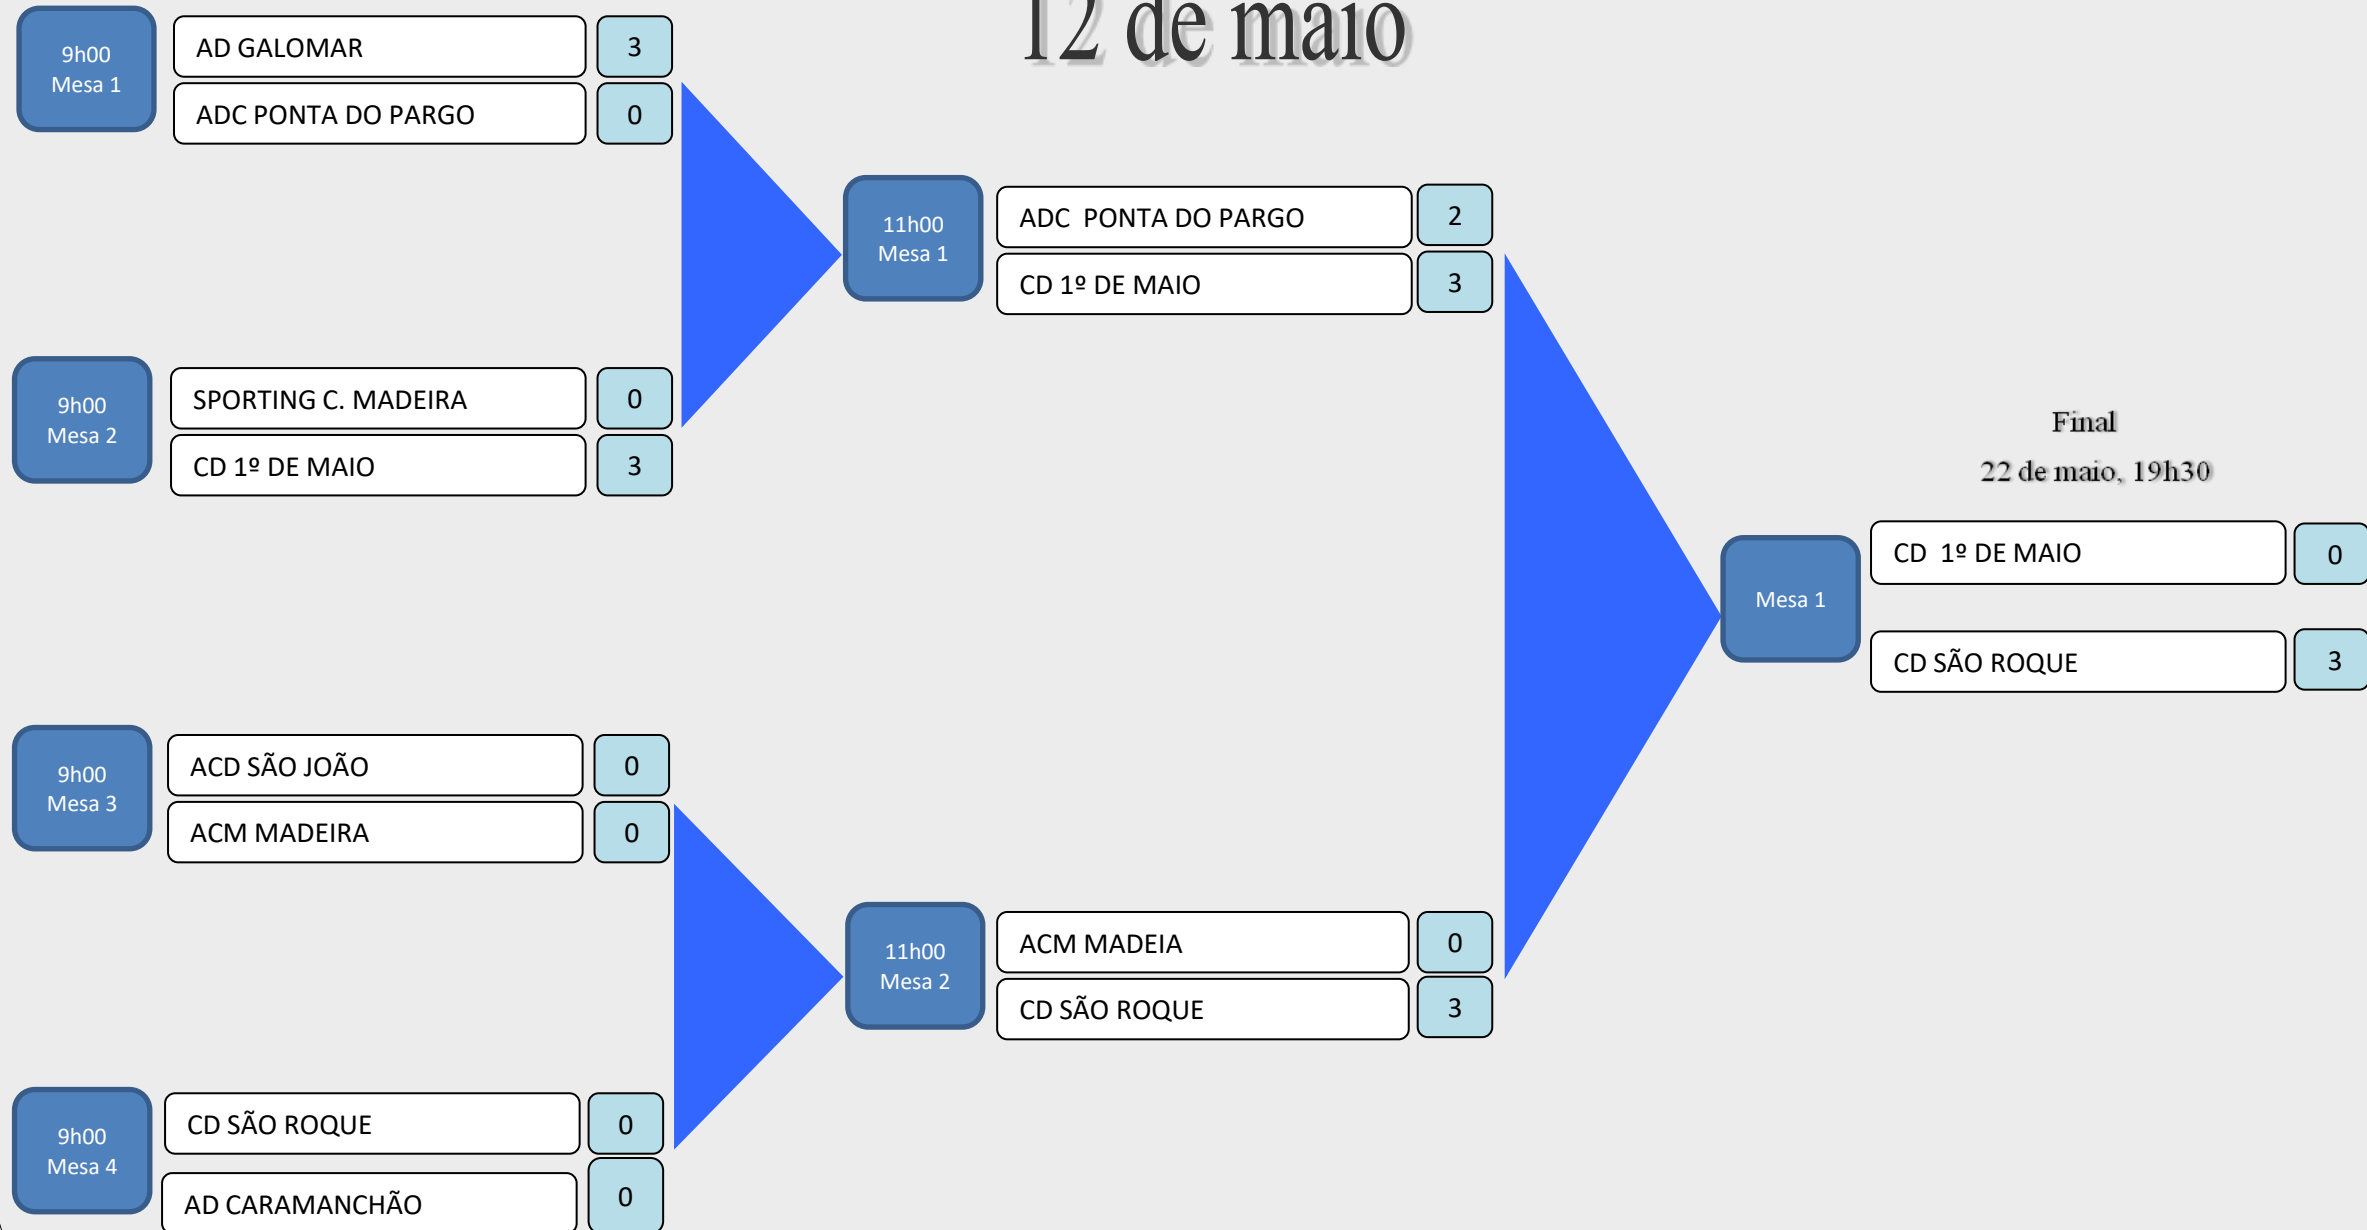 12 de maio
9h00
Mesa 1
AD GALOMAR 3
ADC PONTA DO PARGO 0
11h00
Mesa 1
ADC  PONTA DO PARGO 2
CD 1º DE MAIO 3
9h00
Mesa 2
SPORTING C. MADEIRA 0
CD 1º DE MAIO 3
Final
22 de maio, 19h30
Mesa 1
CD  1º DE MAIO 0
CD SÃO ROQUE 3
9h00
Mesa 3
ACD SÃO JOÃO 0
ACM MADEIRA 0
11h00
Mesa 2
ACM MADEIA 0
CD SÃO ROQUE 3
9h00
Mesa 4
CD SÃO ROQUE 0
AD CARAMANCHÃO 0